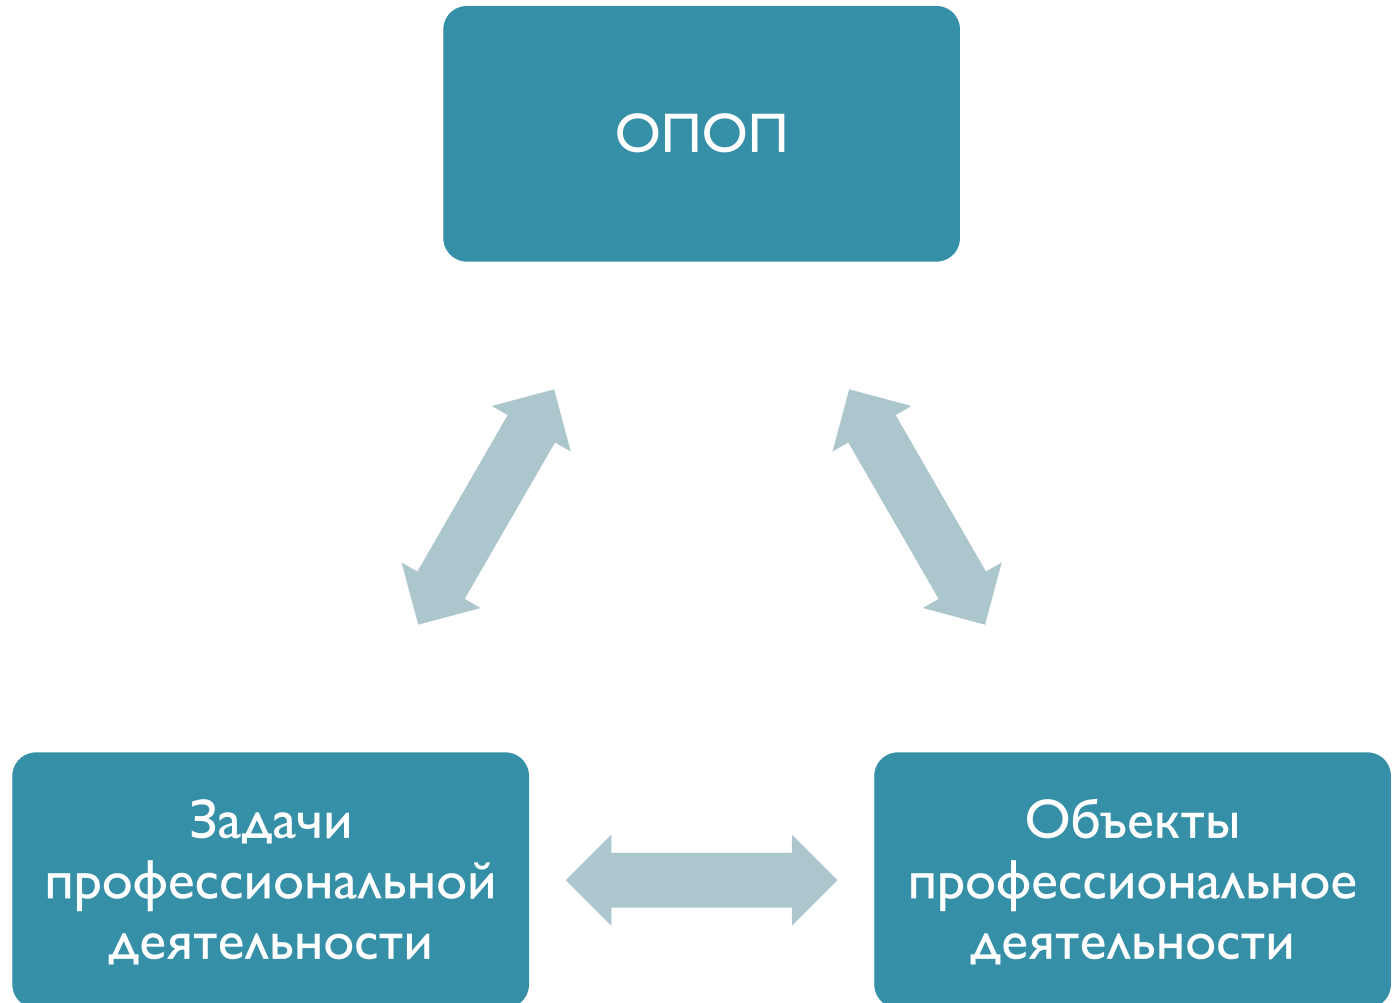 ОПОП
Задачи
профессиональной
деятельности
Объекты
профессиональное
деятельности